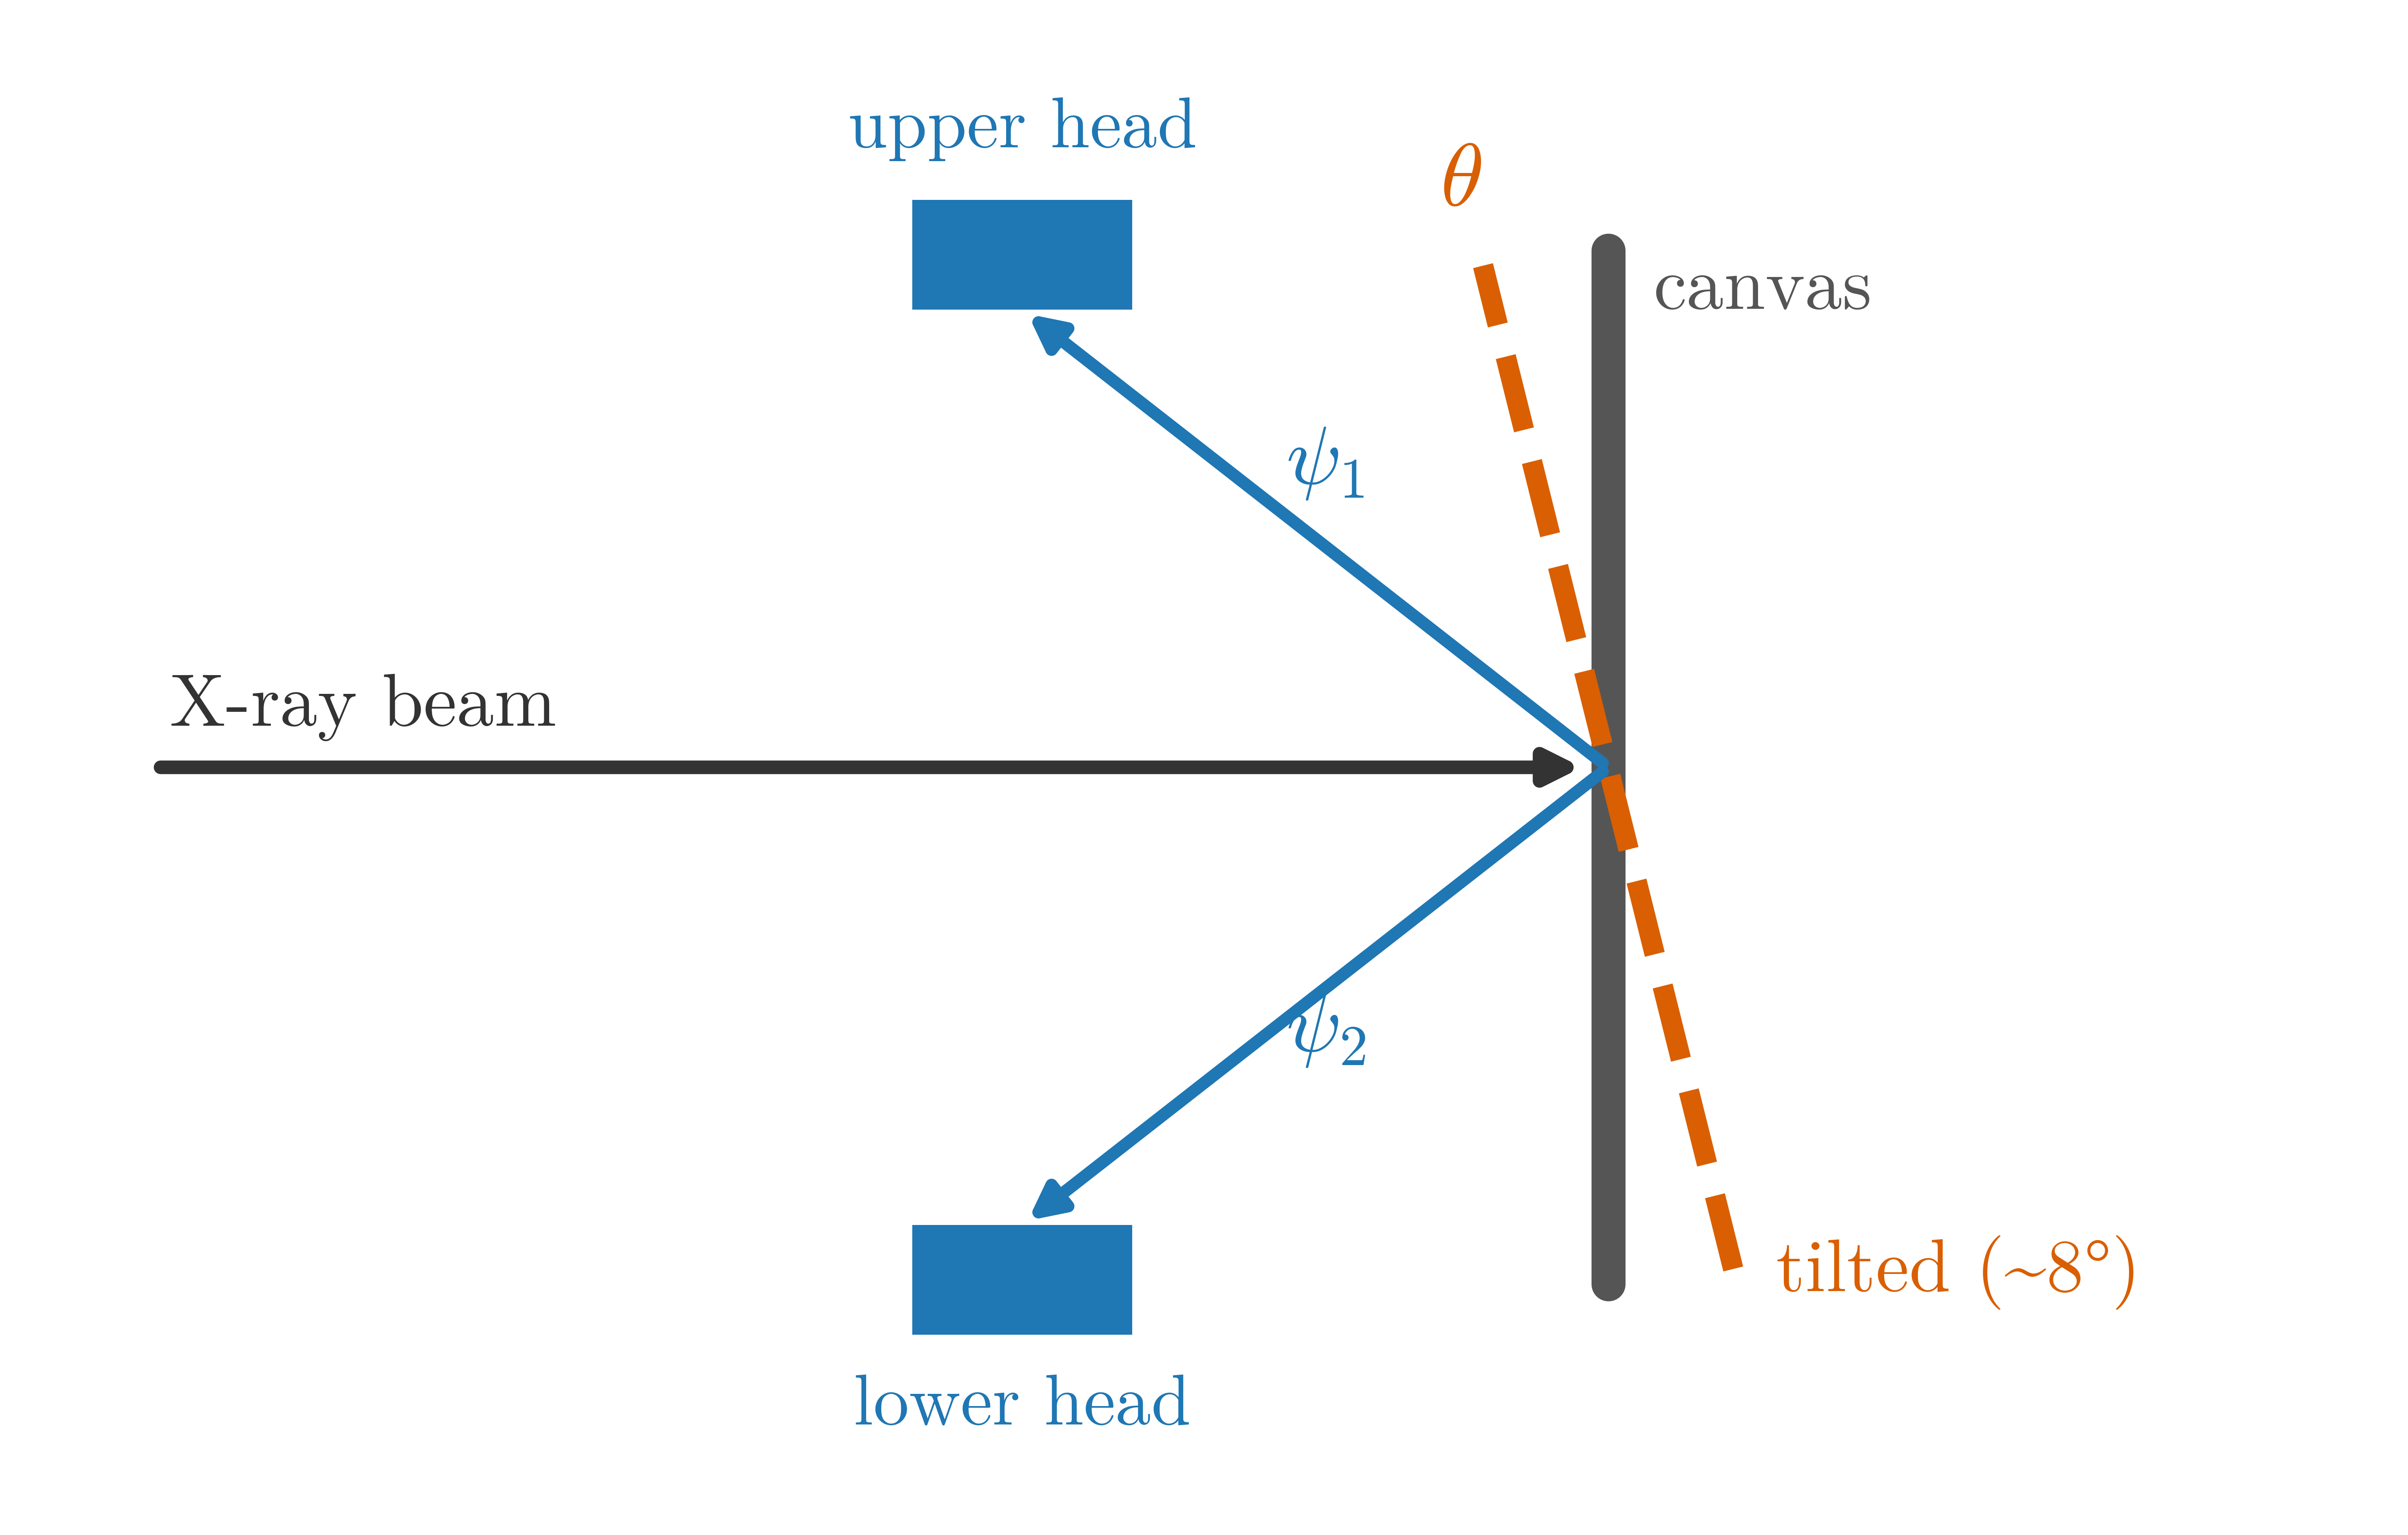 upper head
θ
canvas
ψ₁
X-ray beam
ψ₂
tilted (~8°)
lower head